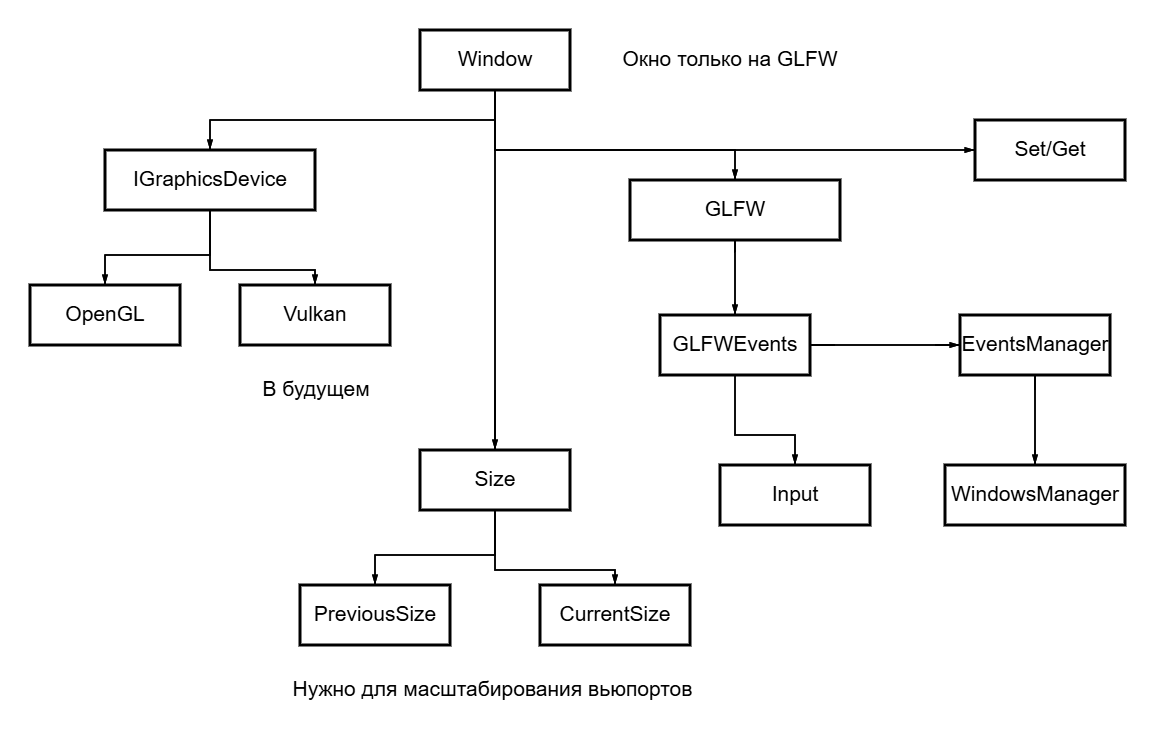 Window
Окно только на GLFW
Set/Get
IGraphicsDevice
GLFW
OpenGL
Vulkan
GLFWEvents
EventsManager
В будущем
Size
Input
WindowsManager
PreviousSize
CurrentSize
Нужно для масштабирования вьюпортов